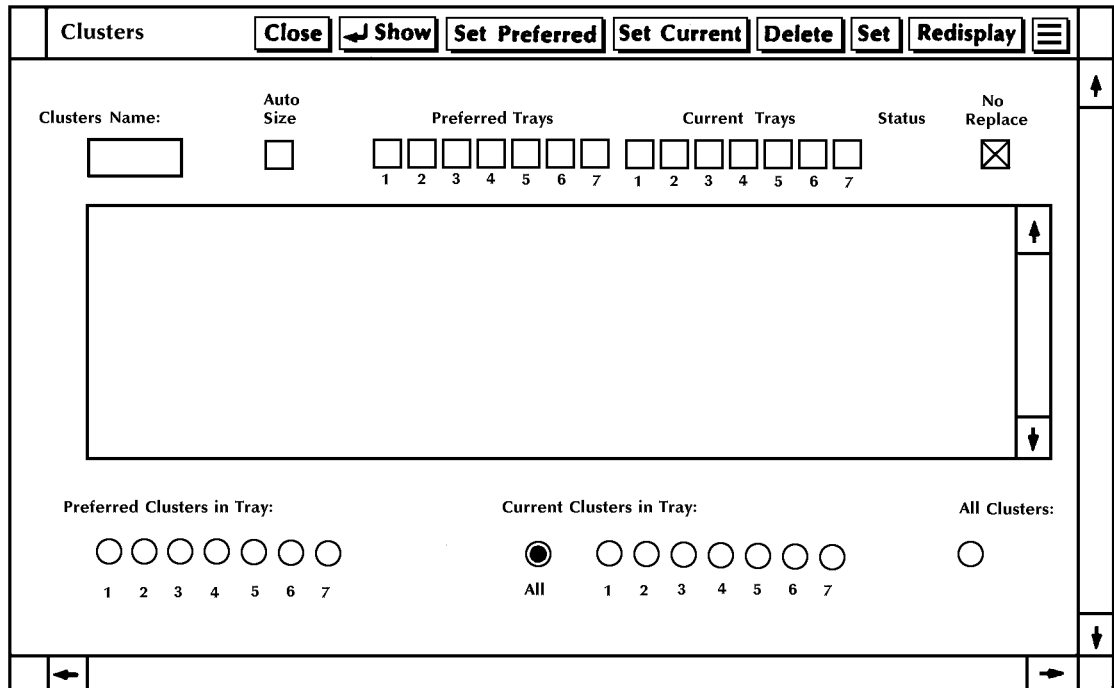 Clusters Close Show Set Preferred Set Current Delete Set Redisplay
Clusters Name: Auto Size Preferred Trays Current Trays Status No Replace
1 2 3 4 5 6 7 1 2 3 4 5 6 7
Preferred Clusters in Tray: Current Clusters in Tray: All Clusters:
1 2 3 4 5 6 7 All 1 2 3 4 5 6 7